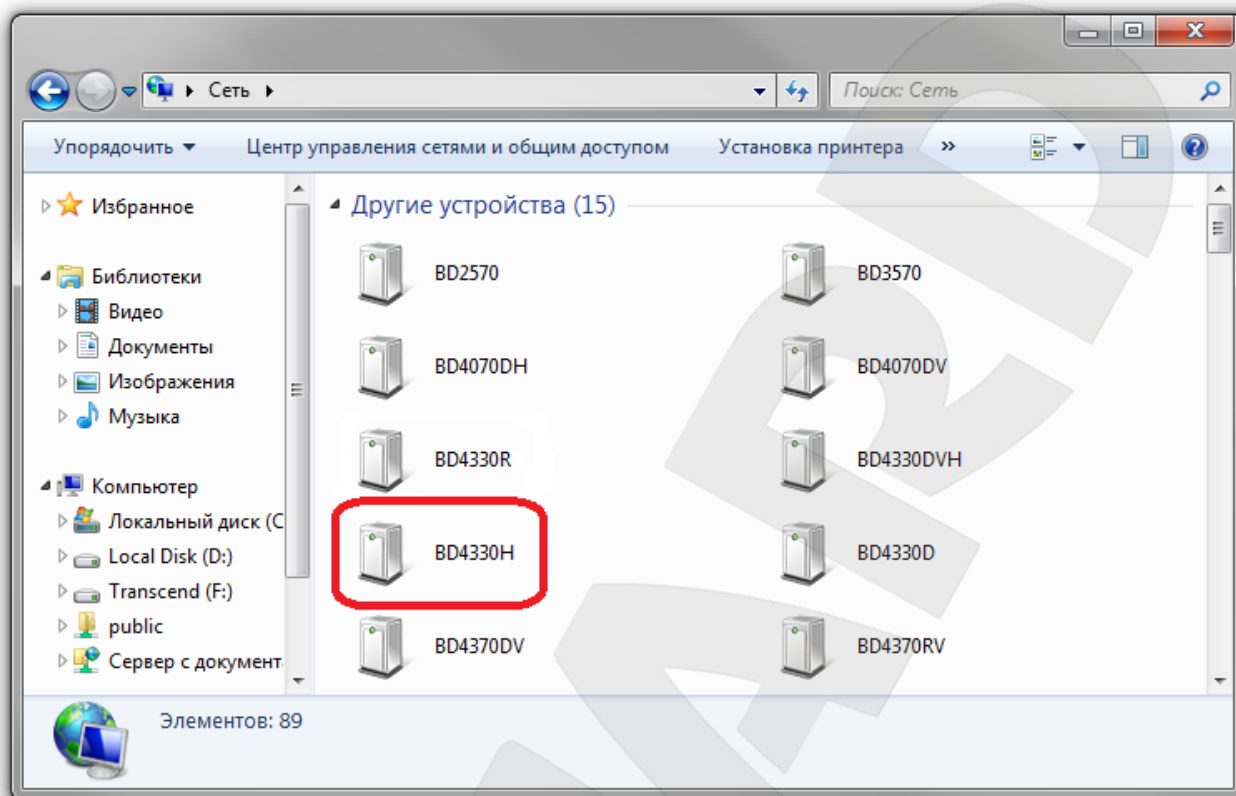 Сеть
Поиск: Сеть
Упорядочить
Центр управления сетями и общим доступом
Установка принтера
»
Избранное
Библиотеки
Видео
Документы
Изображения
Музыка
Компьютер
Локальный диск (C
Local Disk (D:)
Transcend (F:)
public
Сервер с документ
Другие устройства (15)
BD2570
BD3570
BD4070DH
BD4070DV
BD4330R
BD4330DVH
BD4330H
BD4330D
BD4370DV
BD4370RV
Элементов: 89